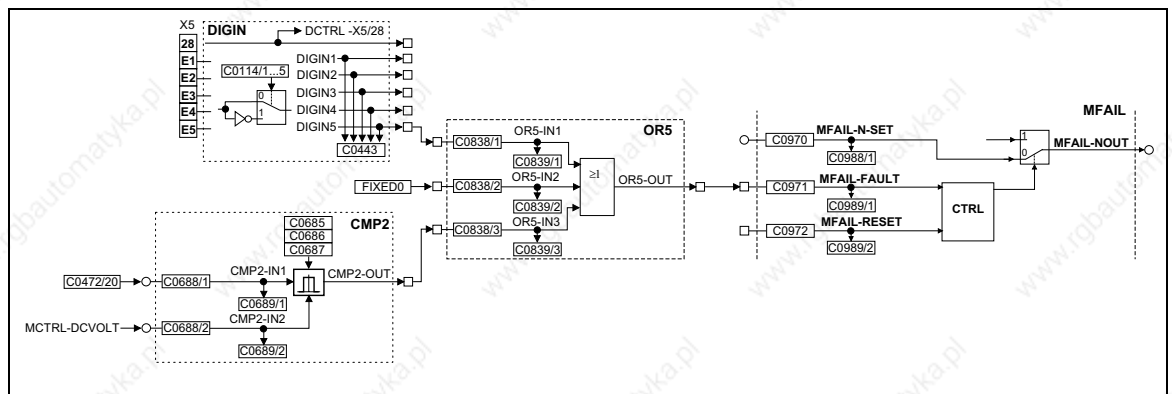 X5
DIGIN
28
DCTRL -X5/28
E1
DIGIN1
E2
C0114/1...5
DIGIN2
E3
0
DIGIN3
E4
1
DIGIN4
E5
DIGIN5
C0443
OR5
C0838/1
OR5-IN1
C0839/1
FIXED0
C0838/2
OR5-IN2
≥1
OR5-OUT
C0839/2
C0838/3
OR5-IN3
C0839/3
MFAIL
C0970
MFAIL-N-SET
C0988/1
1
0
MFAIL-NOUT
C0971
MFAIL-FAULT
C0989/1
CTRL
C0972
MFAIL-RESET
C0989/2
CMP2
C0685
C0686
C0687
C0472/20
C0688/1
CMP2-IN1
CMP2-OUT
C0689/1
MCTRL-DCVOLT
C0688/2
CMP2-IN2
C0689/2
www.rgbautomatyka.pl